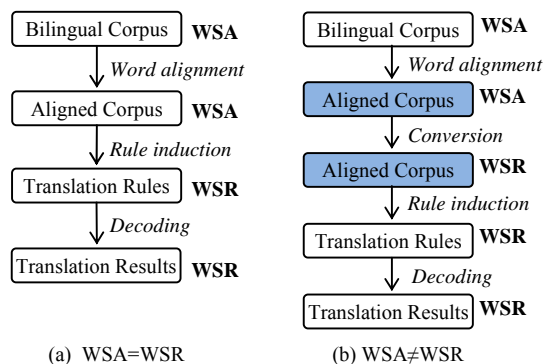 Bilingual Corpus WSA
Word alignment
Aligned Corpus WSA
Rule induction
Translation Rules WSR
Decoding
Translation Results WSR
(a) WSA=WSR
Bilingual Corpus WSA
Word alignment
Aligned Corpus WSA
Conversion
Aligned Corpus WSR
Rule induction
Translation Rules WSR
Decoding
Translation Results WSR
(b) WSA≠WSR